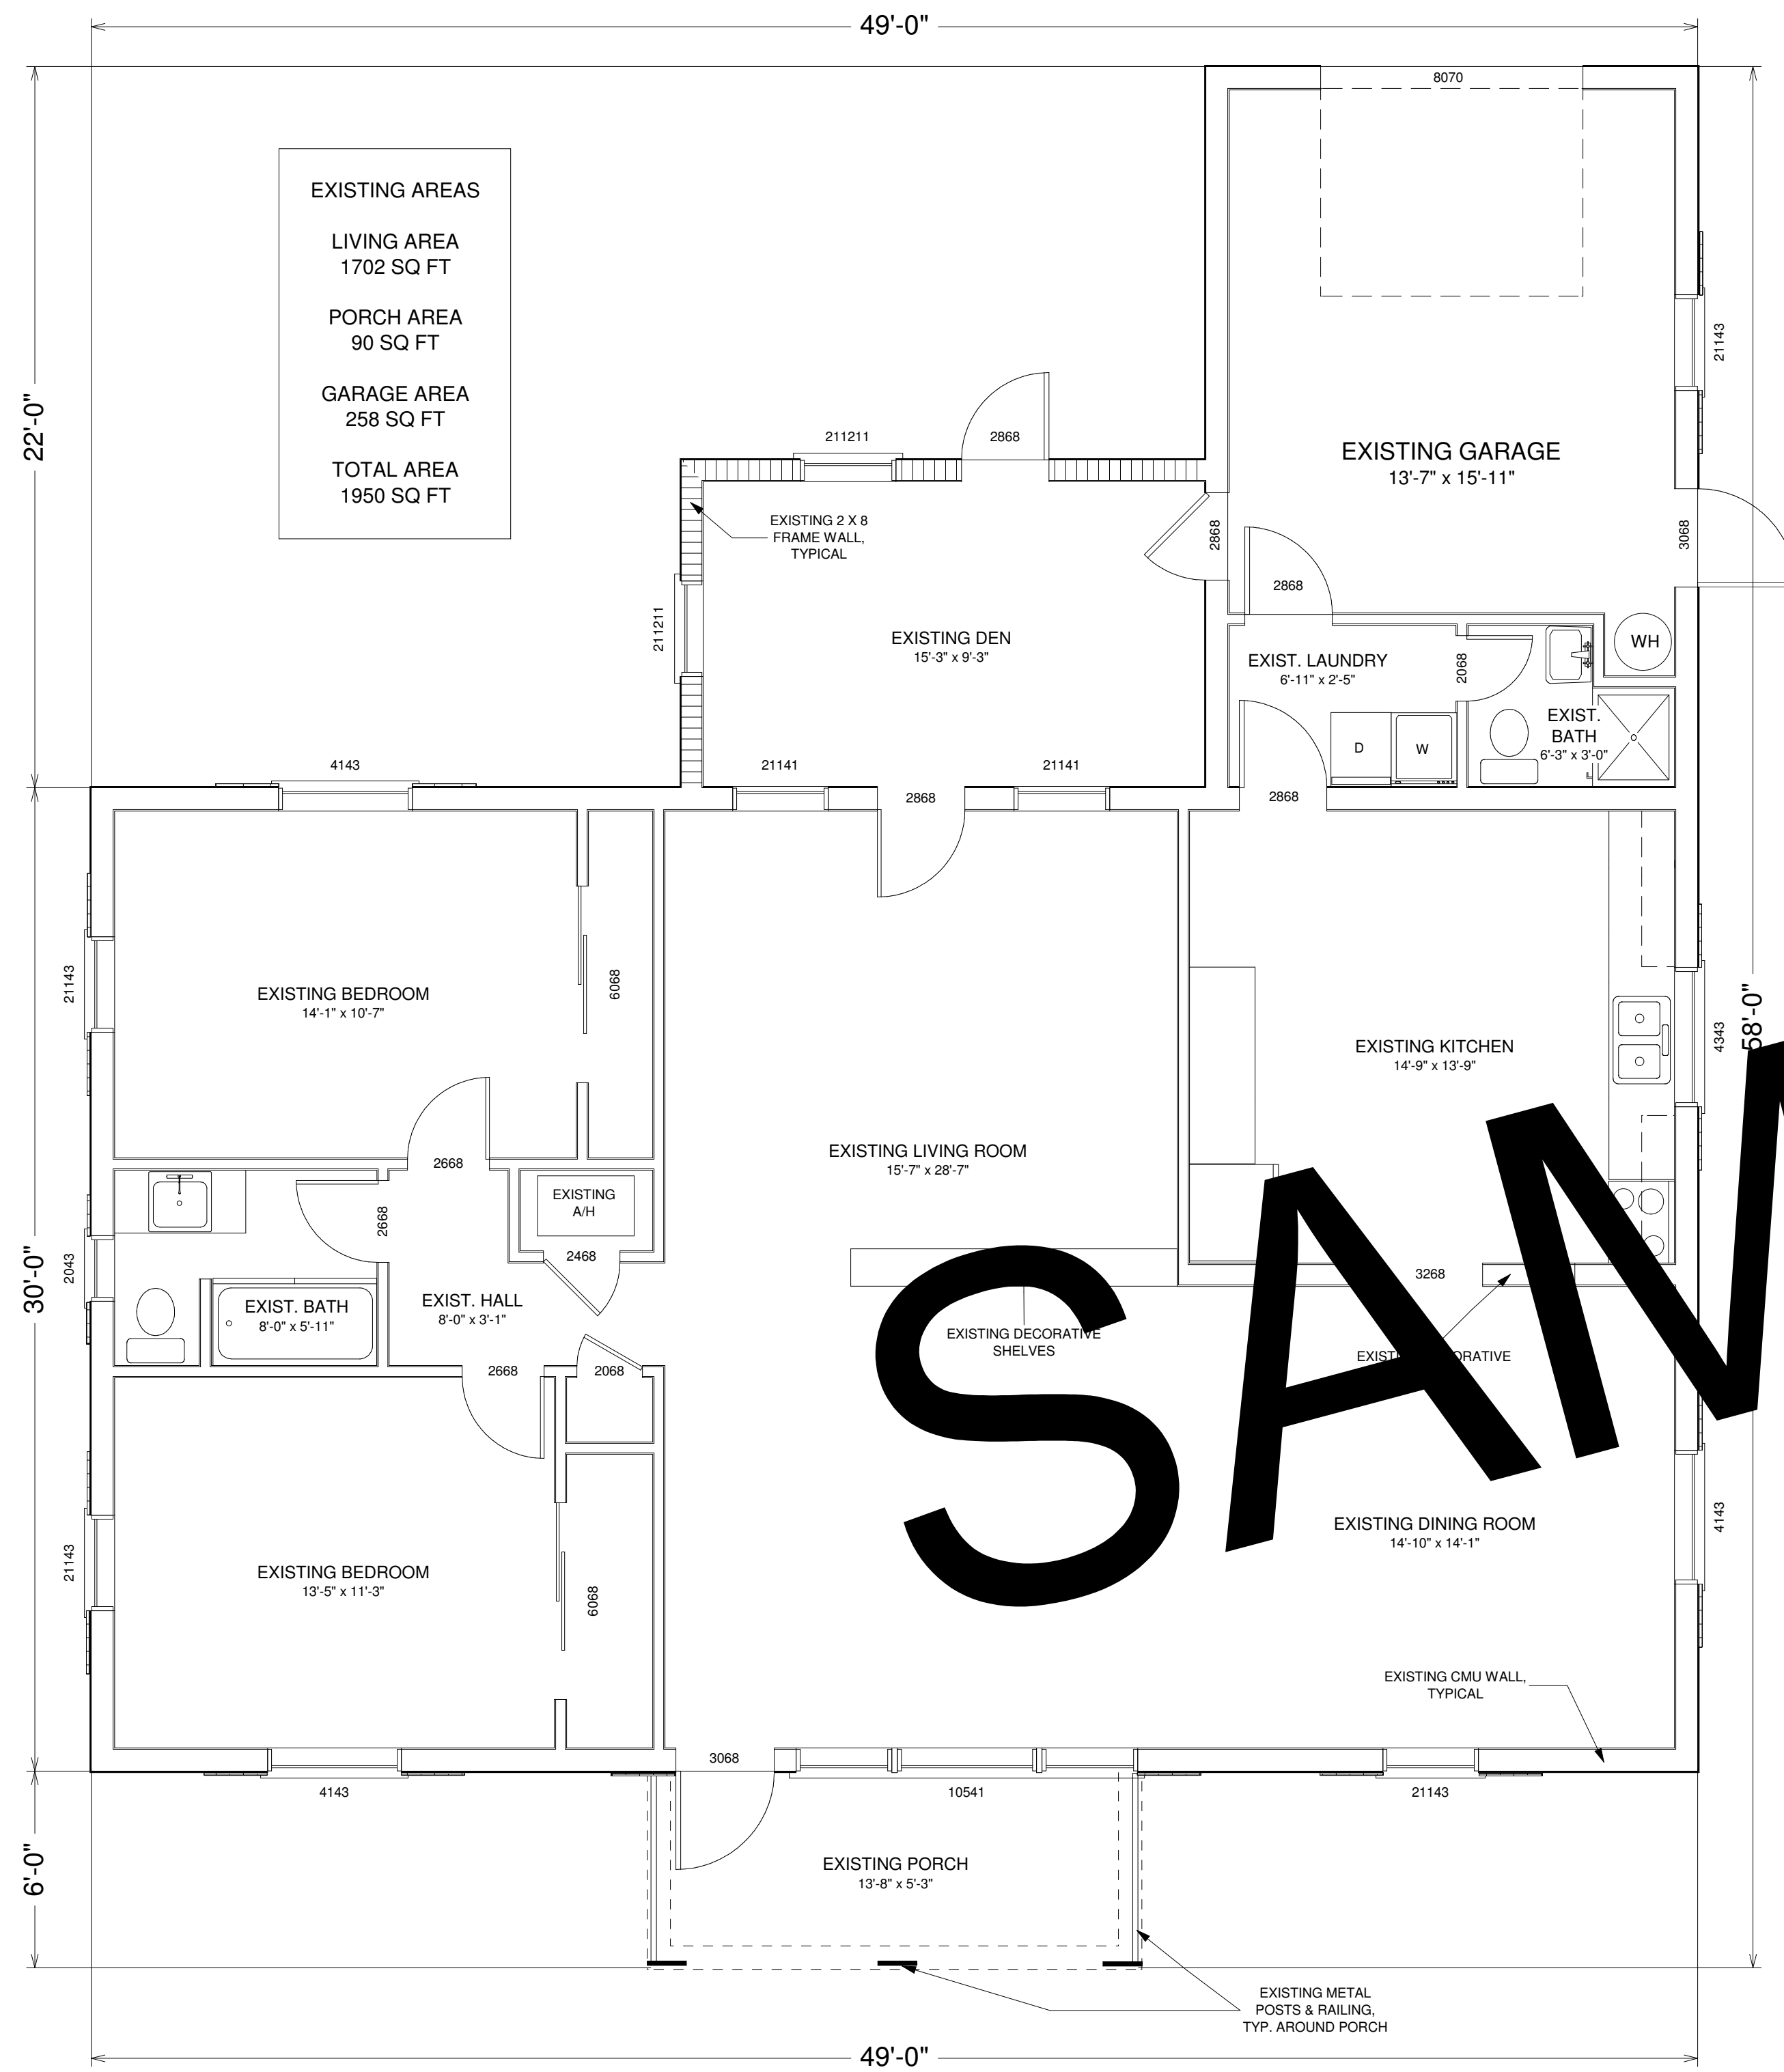 49'-0"
8070
EXISTING AREAS
LIVING AREA
1702 SQ FT
PORCH AREA
90 SQ FT
GARAGE AREA
258 SQ FT
TOTAL AREA
1950 SQ FT
22'-0"
21143
211211
2868
EXISTING GARAGE
13'-7" x 15'-11"
EXISTING 2 X 8
FRAME WALL,
TYPICAL
2868
3068
2868
211211
EXISTING DEN
15'-3" x 9'-3"
WH
EXIST. LAUNDRY
6'-11" x 2'-5"
2068
EXIST.
BATH
6'-3" x 3'-0"
D
W
4143
21141
21141
2868
2868
21143
EXISTING BEDROOM
14'-1" x 10'-7"
6068
58'-0"
4343
EXISTING KITCHEN
14'-9" x 13'-9"
EXISTING LIVING ROOM
15'-7" x 28'-7"
2668
EXISTING
A/H
2668
2468
30'-0"
2043
3268
EXIST. BATH
8'-0" x 5'-11"
EXIST. HALL
8'-0" x 3'-1"
EXISTING DECORATIVE
SHELVES
2668
2068
SAM
EXISTING DINING ROOM
14'-10" x 14'-1"
4143
21143
EXISTING BEDROOM
13'-5" x 11'-3"
6068
EXISTING CMU WALL,
TYPICAL
3068
4143
10541
21143
6'-0"
EXISTING PORCH
13'-8" x 5'-3"
EXISTING METAL
POSTS & RAILING,
TYP. AROUND PORCH
49'-0"